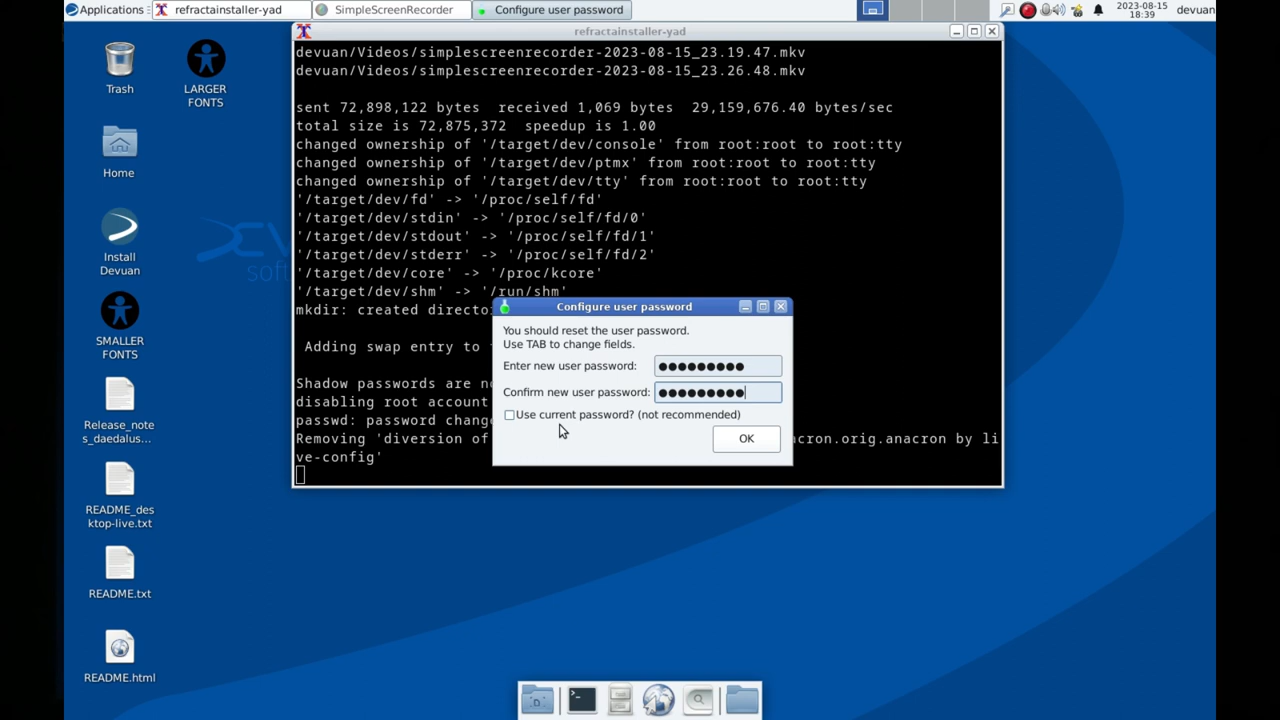 Applications
refractainstaller-yad
SimpleScreenRecorder
Configure user password
2023-08-15
18:39
devuan
Trash
LARGER
FONTS
Home
Install
Devuan
SMALLER
FONTS
Release_note
s_daedalus...
README_des
ktop-live.txt
README.txt
README.html
refractainstaller-yad
devuan/Videos/simplescreenrecorder-2023-08-15_23.19.47.mkv
devuan/Videos/simplescreenrecorder-2023-08-15_23.26.48.mkv
sent 72,898,122 bytes  received 1,069 bytes  29,159,676.40 bytes/sec
total size is 72,875,372  speedup is 1.00
changed ownership of '/target/dev/console' from root:root to root:tty
changed ownership of '/target/dev/ptmx' from root:root to root:tty
changed ownership of '/target/dev/tty' from root:root to root:tty
'/target/dev/fd' -> '/proc/self/fd'
'/target/dev/stdin' -> '/proc/self/fd/0'
'/target/dev/stdout' -> '/proc/self/fd/1'
'/target/dev/stderr' -> '/proc/self/fd/2'
'/target/dev/core' -> '/proc/kcore'
'/target/dev/shm' -> '/run/shm'
mkdir: created directo
Adding swap entry to
Shadow passwords are no
disabling root account
passwd: password chang
Removing 'diversion of
acron.orig.anacron by li
ve-config'
Configure user password
You should reset the user password.
Use TAB to change fields.
Enter new user password:
Confirm new user password:
Use current password? (not recommended)
OK